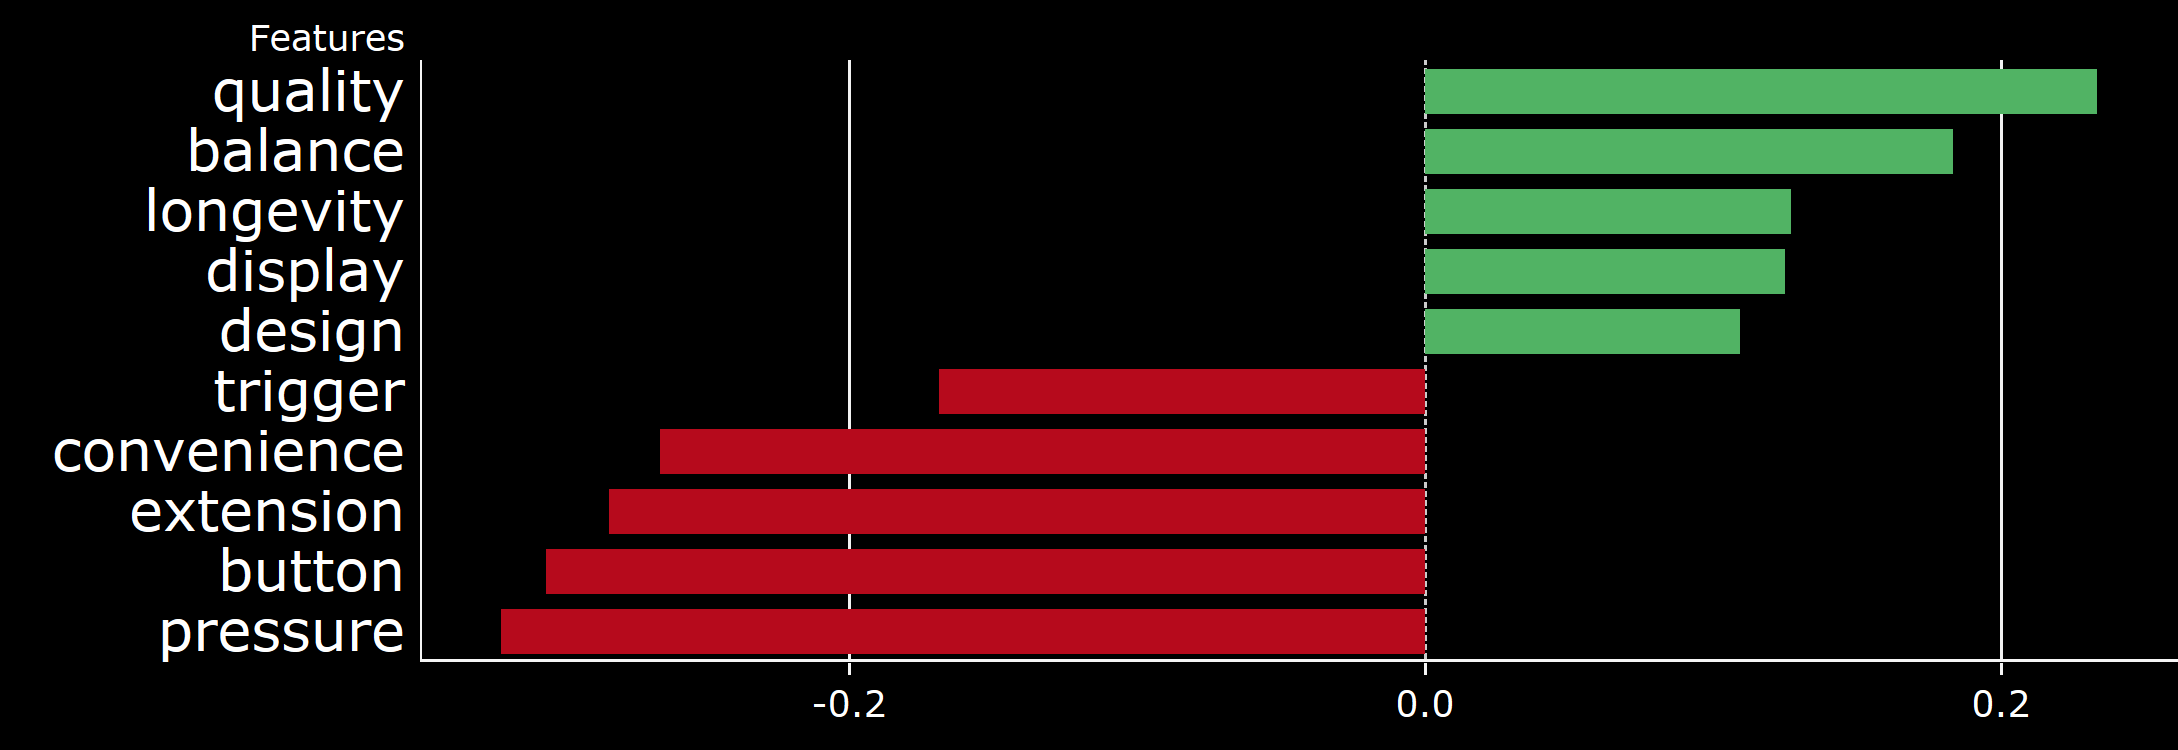 Features
quality
balance
longevity
display
design
trigger
convenience
extension
button
pressure
-0.2 0.0 0.2